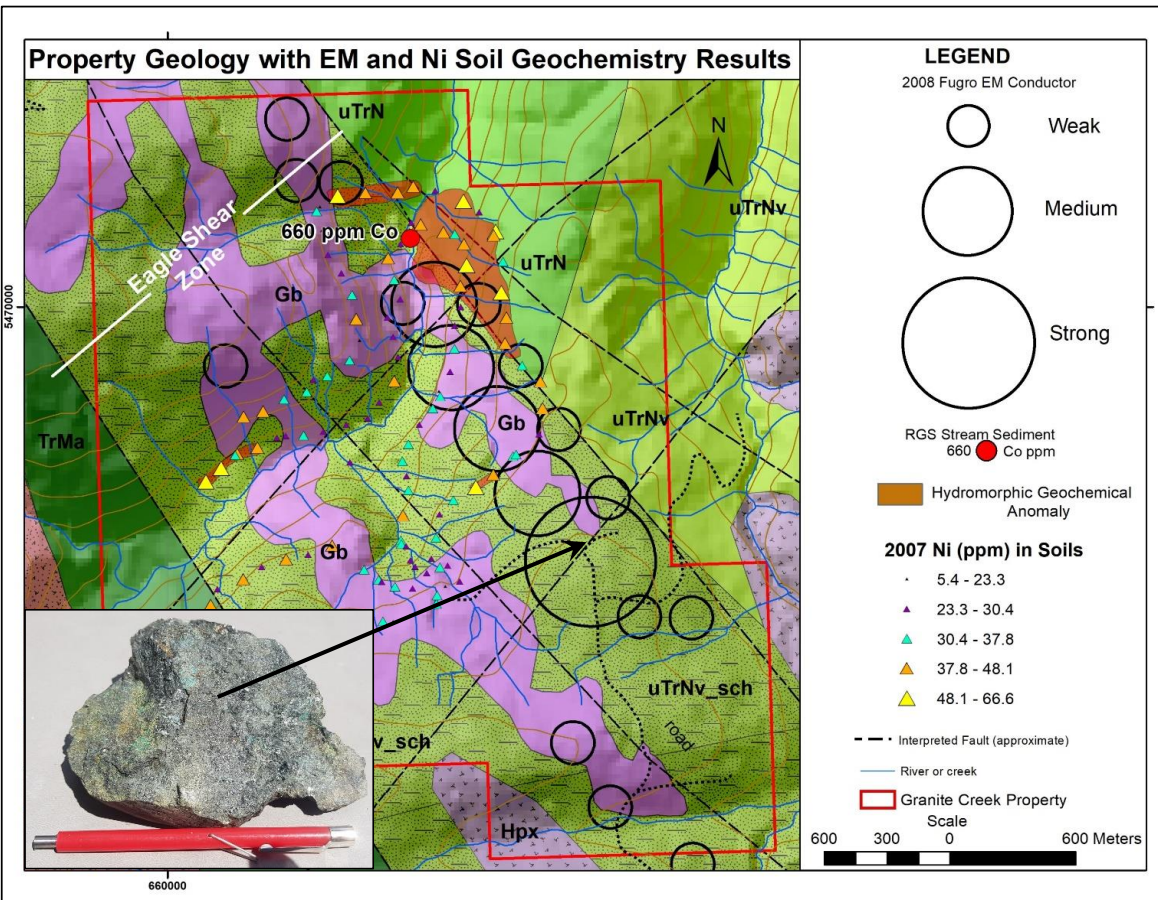 Property Geology with EM and Ni Soil Geochemistry Results
uTrN
Eagle Shear
Zone
660 ppm Co
N
uTrNv
uTrN
Gb
5470000
uTrNv
Gb
TrMa
Gb
uTrNv_sch
road
v_sch
Hpx
660000
LEGEND
2008 Fugro EM Conductor
Weak
Medium
Strong
RGS Stream Sediment
660 Co ppm
Hydromorphic Geochemical
Anomaly
2007 Ni (ppm) in Soils
5.4 - 23.3
23.3 - 30.4
30.4 - 37.8
37.8 - 48.1
48.1 - 66.6
Interpreted Fault (approximate)
River or creek
Granite Creek Property
Scale
600 300 0 600 Meters